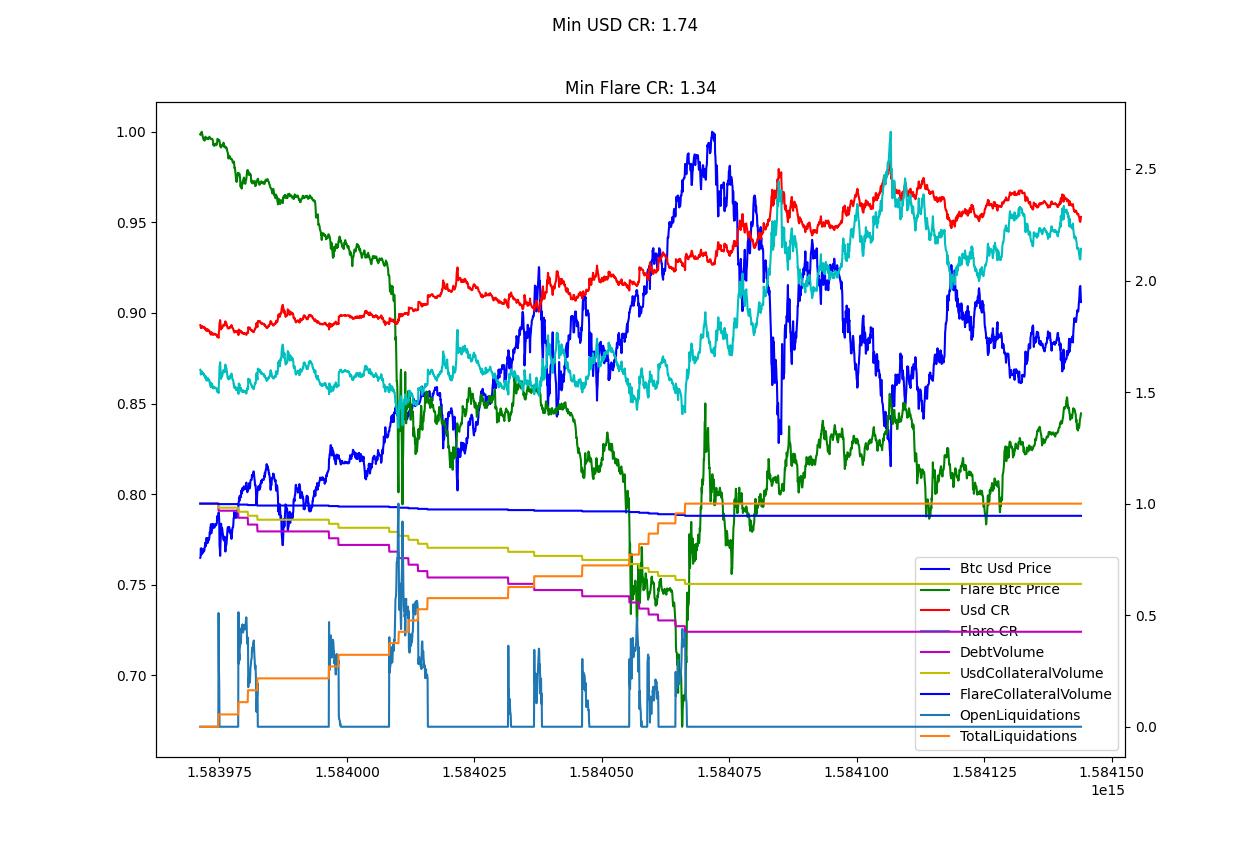 Min USD CR: 1.74
Min Flare CR: 1.34
1.00
0.95
0.90
0.85
0.80
0.75
0.70
2.5
2.0
1.5
1.0
0.5
0.0
Btc Usd Price
Flare Btc Price
Usd CR
Flare CR
DebtVolume
UsdCollateralVolume
FlareCollateralVolume
OpenLiquidations
TotalLiquidations
1.583975 1.584000 1.584025 1.584050 1.584075 1.584100 1.584125 1.584150
1e15